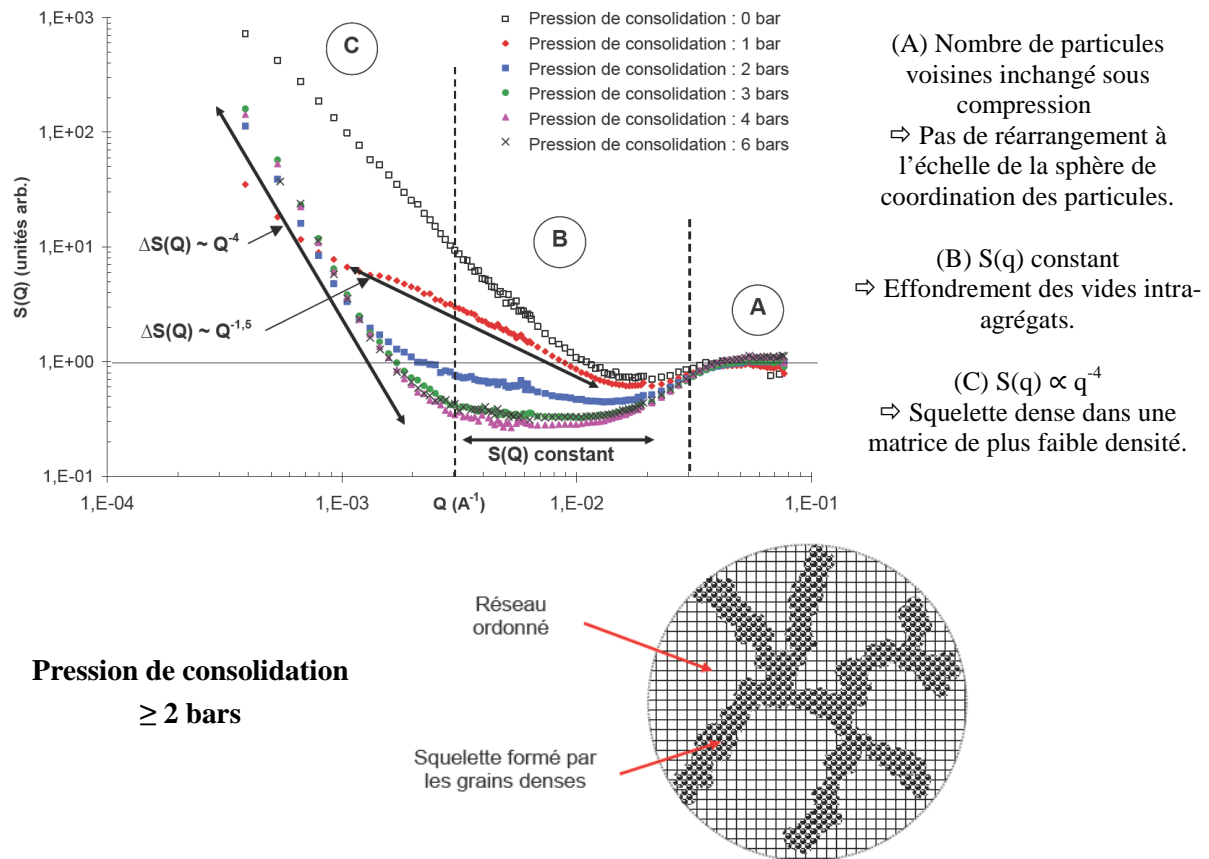 1,E+03
1,E+02
1,E+01
1,E+00
1,E-01
S(Q) (unités arb.)
1,E-04
1,E-03
Q (A⁻¹)
1,E-02
1,E-01
C
B
A
Pression de consolidation : 0 bar
Pression de consolidation : 1 bar
Pression de consolidation : 2 bars
Pression de consolidation : 3 bars
Pression de consolidation : 4 bars
Pression de consolidation : 6 bars
ΔS(Q) ~ Q⁻⁴
ΔS(Q) ~ Q⁻¹,⁵
S(Q) constant
(A) Nombre de particules
voisines inchangé sous
compression
⇨ Pas de réarrangement à
l’échelle de la sphère de
coordination des particules.
(B) S(q) constant
⇨ Effondrement des vides intra-
agrégats.
(C) S(q) ∝ q⁻⁴
⇨ Squelette dense dans une
matrice de plus faible densité.
Pression de consolidation
≥ 2 bars
Réseau
ordonné
Squelette formé par
les grains denses